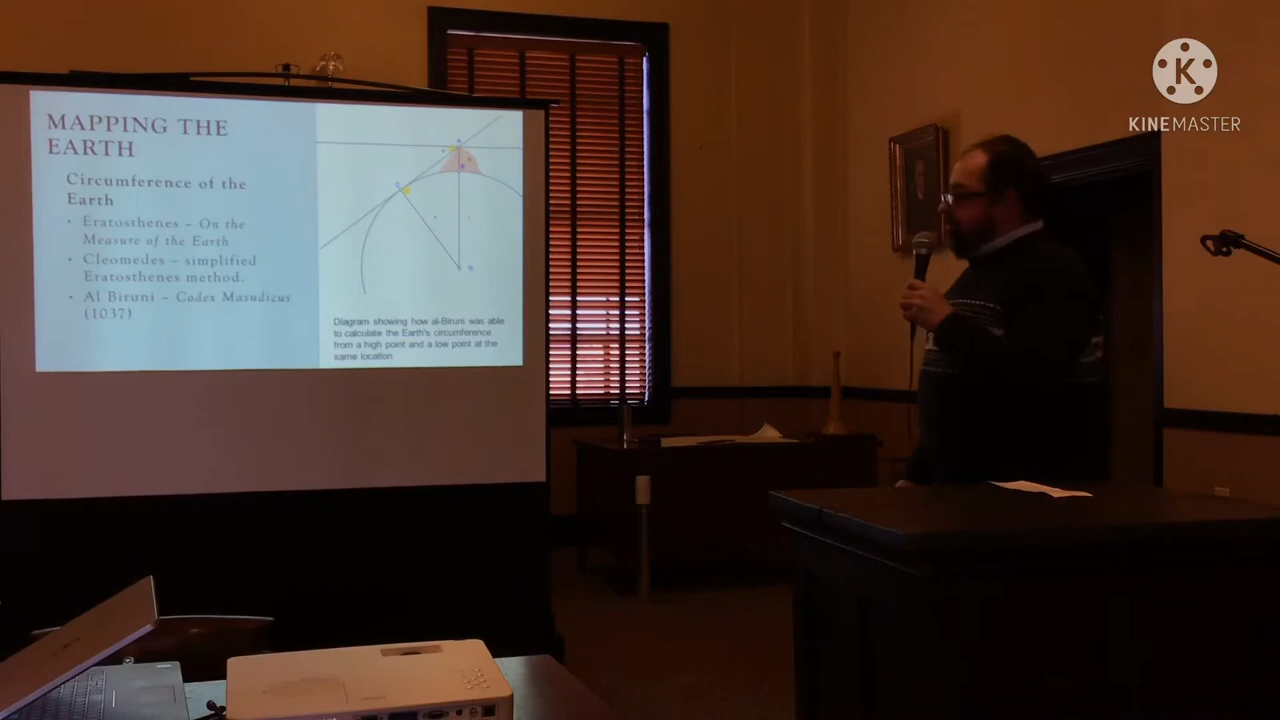 MAPPING THE
EARTH
Circumference of the
Earth
• Eratosthenes – On the
Measure of the Earth
• Cleomedes – simplified
Eratosthenes method.
• Al Biruni – Codex Masudicus
(1037)
Diagram showing how al-Biruni was able
to calculate the Earth's circumference
from a high point and a low point at the
same location
K
KINEMASTER